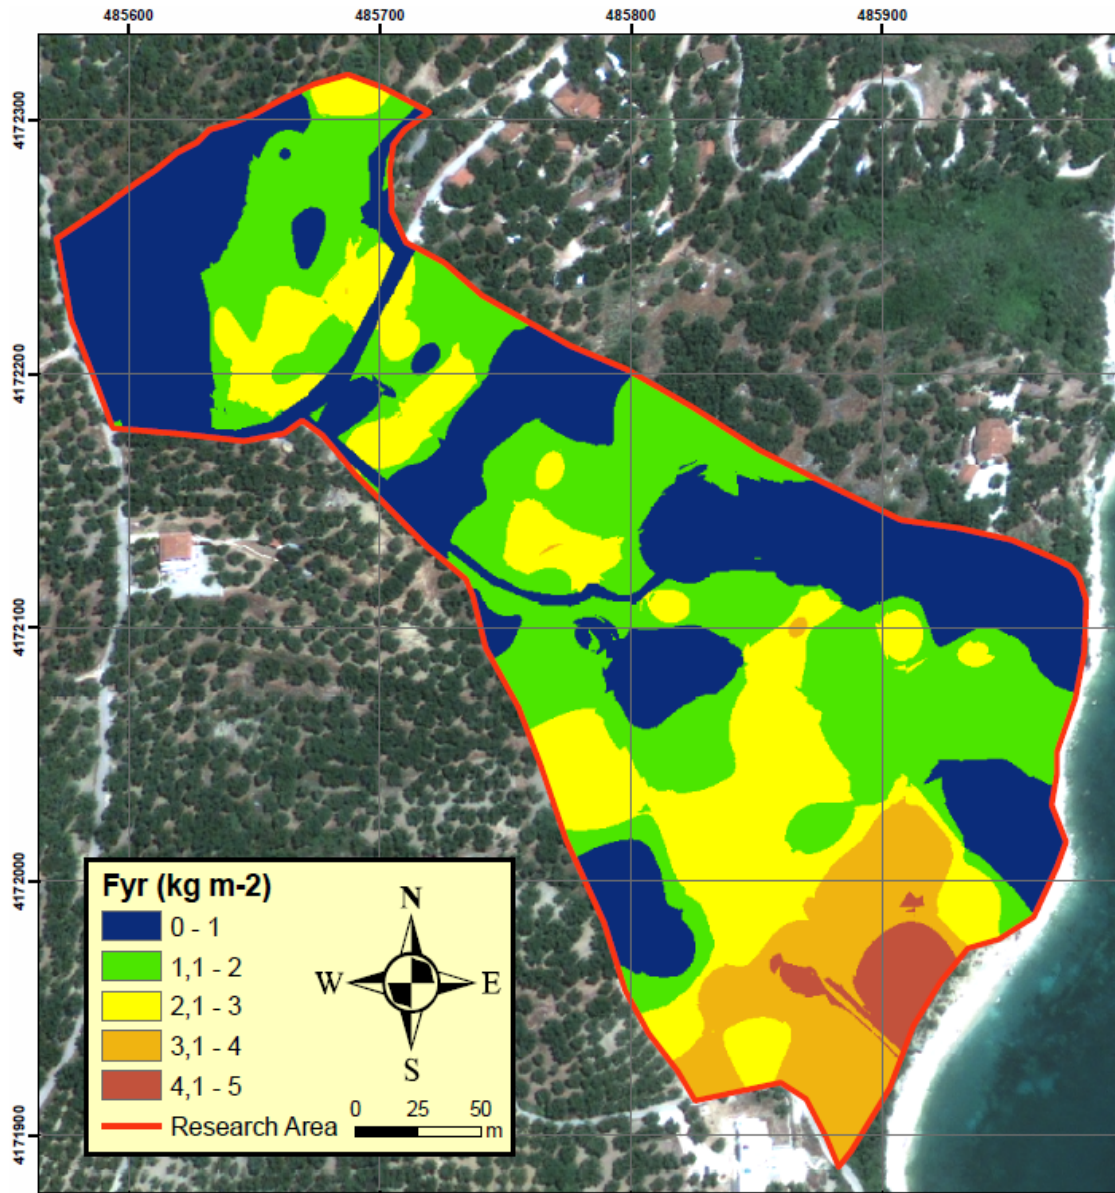 485600 485700 485800 485900
4172300
4172200
4172100
4172000
4171900
Fyr (kg m-2)
0 - 1
1,1 - 2
2,1 - 3
3,1 - 4
4,1 - 5
Research Area
N
W E
S
0 25 50
m